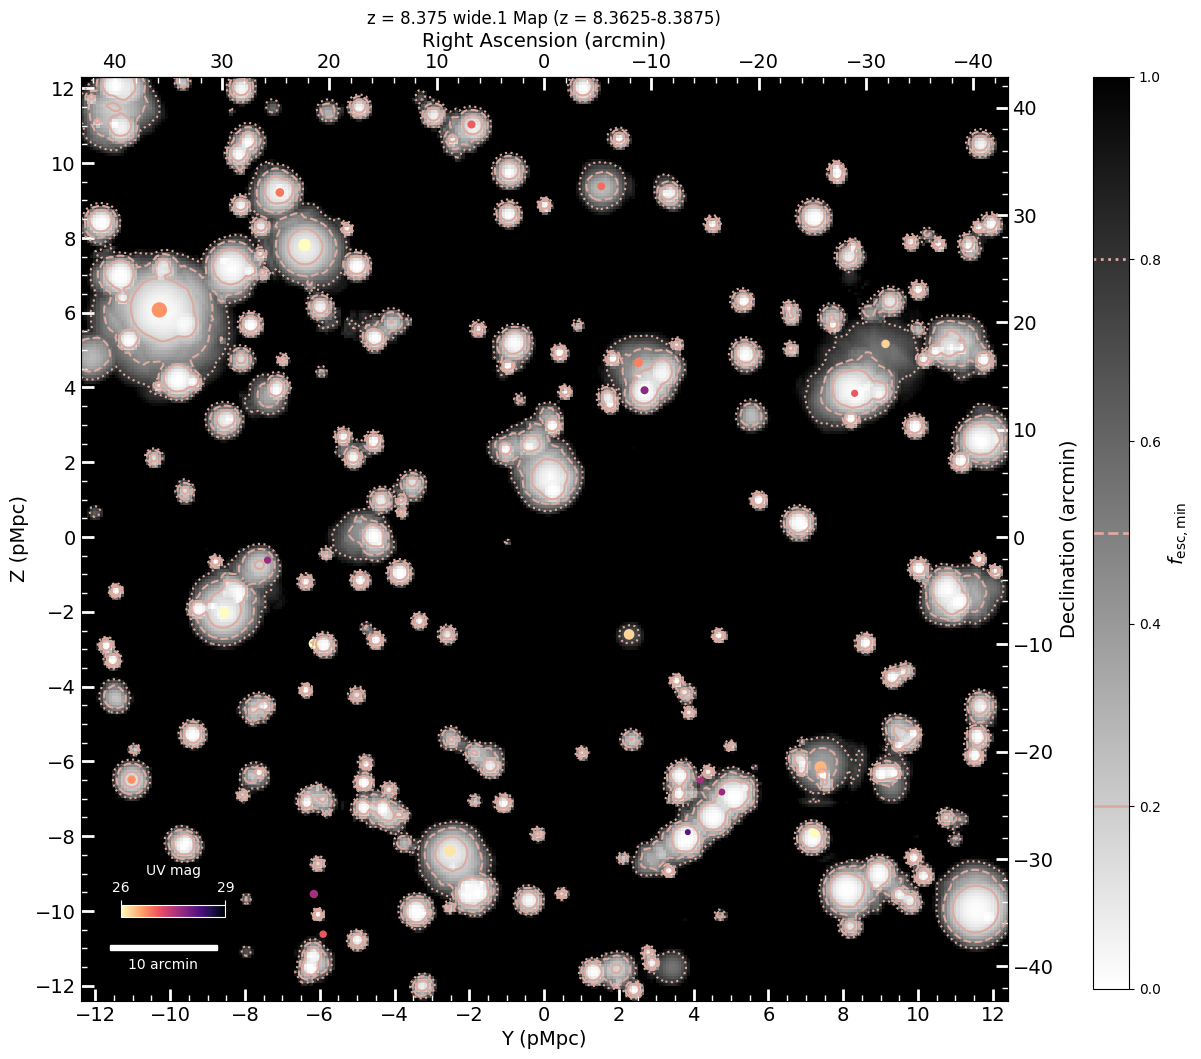 z = 8.375 wide.1 Map (z = 8.3625-8.3875)
Right Ascension (arcmin)
40 30 20 10 0 −10 −20 −30 −40
12 10 8 6 4 2 0 −2 −4 −6 −8 −10 −12
Z (pMpc)
40 30 20 10 0 −10 −20 −30 −40
Declination (arcmin)
1.0 0.8 0.6 0.4 0.2 0.0
fesc,min
UV mag
26 29
10 arcmin
−12 −10 −8 −6 −4 −2 0 2 4 6 8 10 12
Y (pMpc)